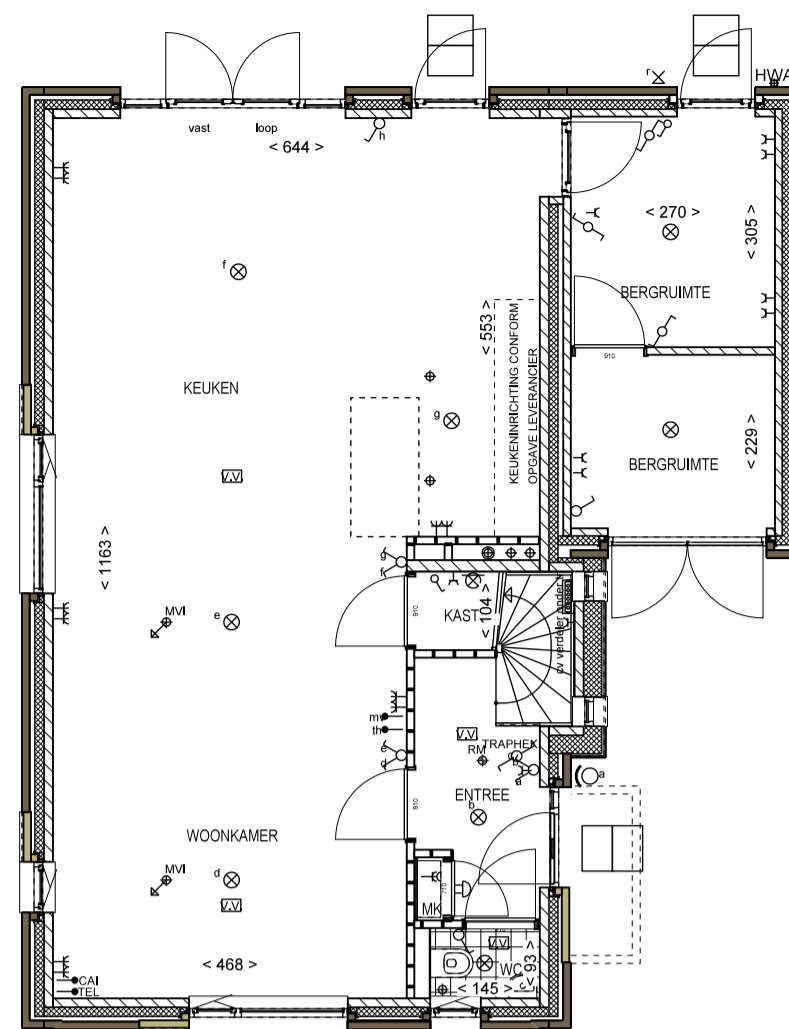 r
HWA
vast
loop
h
< 644 >
< 270 >
< 305 >
f
BERGRUIMTE
< 553 >
KEUKENINRICHTING CONFORM
OPGAVE LEVERANCIER
910
KEUKEN
g
BERGRUIMTE
< 229 >
V.V.
< 1163 >
g
f
910
KAST
< 104 >
cv verdeler onder
MVI
e
mv
th
V.V.
TRAPHEK
RM
e
d
c
b
a
a
910
ENTREE
b
WOONKAMER
MVI
d
V.V.
MK
710
V.V.
< 93 >
CAI
TEL
< 468 >
WC
c
< 145 >